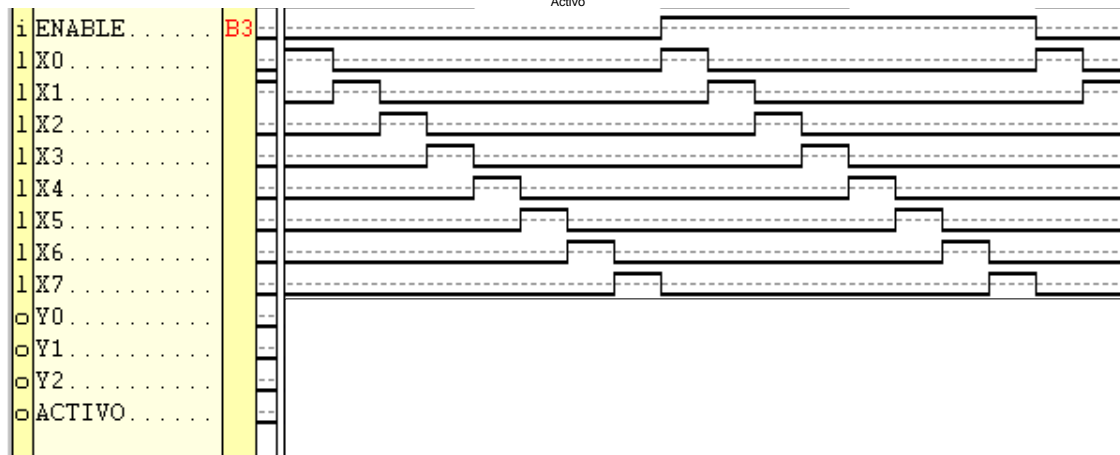 Activo
i ENABLE...... B3
l X0.........
l X1.........
l X2.........
l X3.........
l X4.........
l X5.........
l X6.........
l X7.........
o Y0.........
o Y1.........
o Y2.........
o ACTIVO......